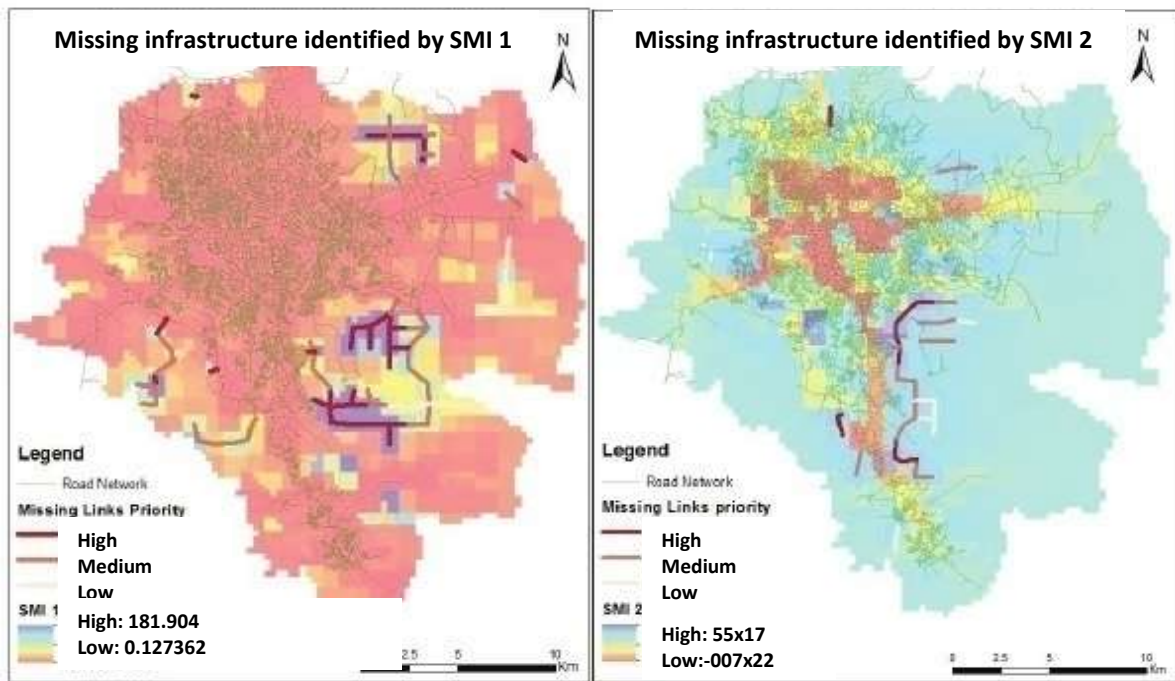 Missing infrastructure identified by SMI 1
N
Legend
Road Network
Missing Links Priority
High
Medium
Low
SMI 1
High: 181.904
Low: 0.127362
2.5 5 10
Km
Missing infrastructure identified by SMI 2
N
Legend
Road Network
Missing Links priority
High
Medium
Low
SMI 2
High: 55x17
Low:-007x22
0 2.5 5 10
Km